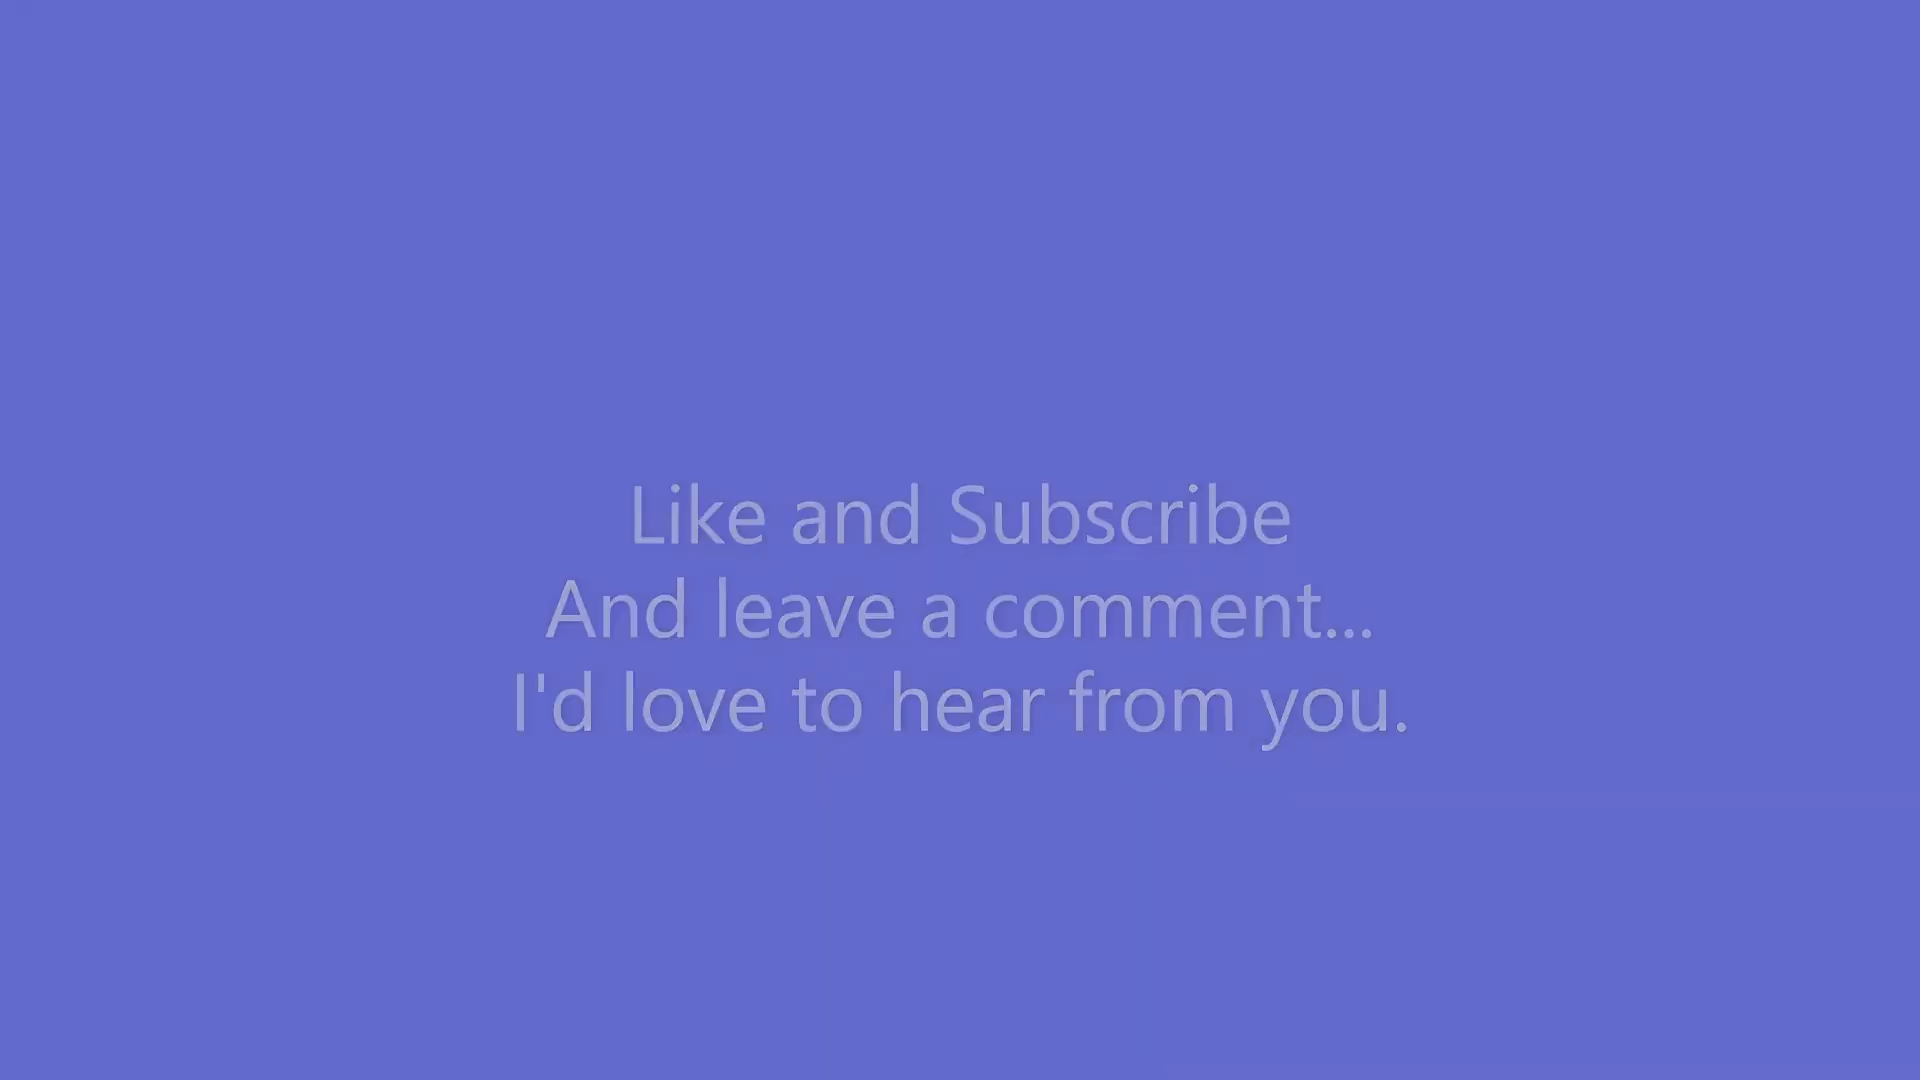 Like and Subscribe
And leave a comment...
I'd love to hear from you.